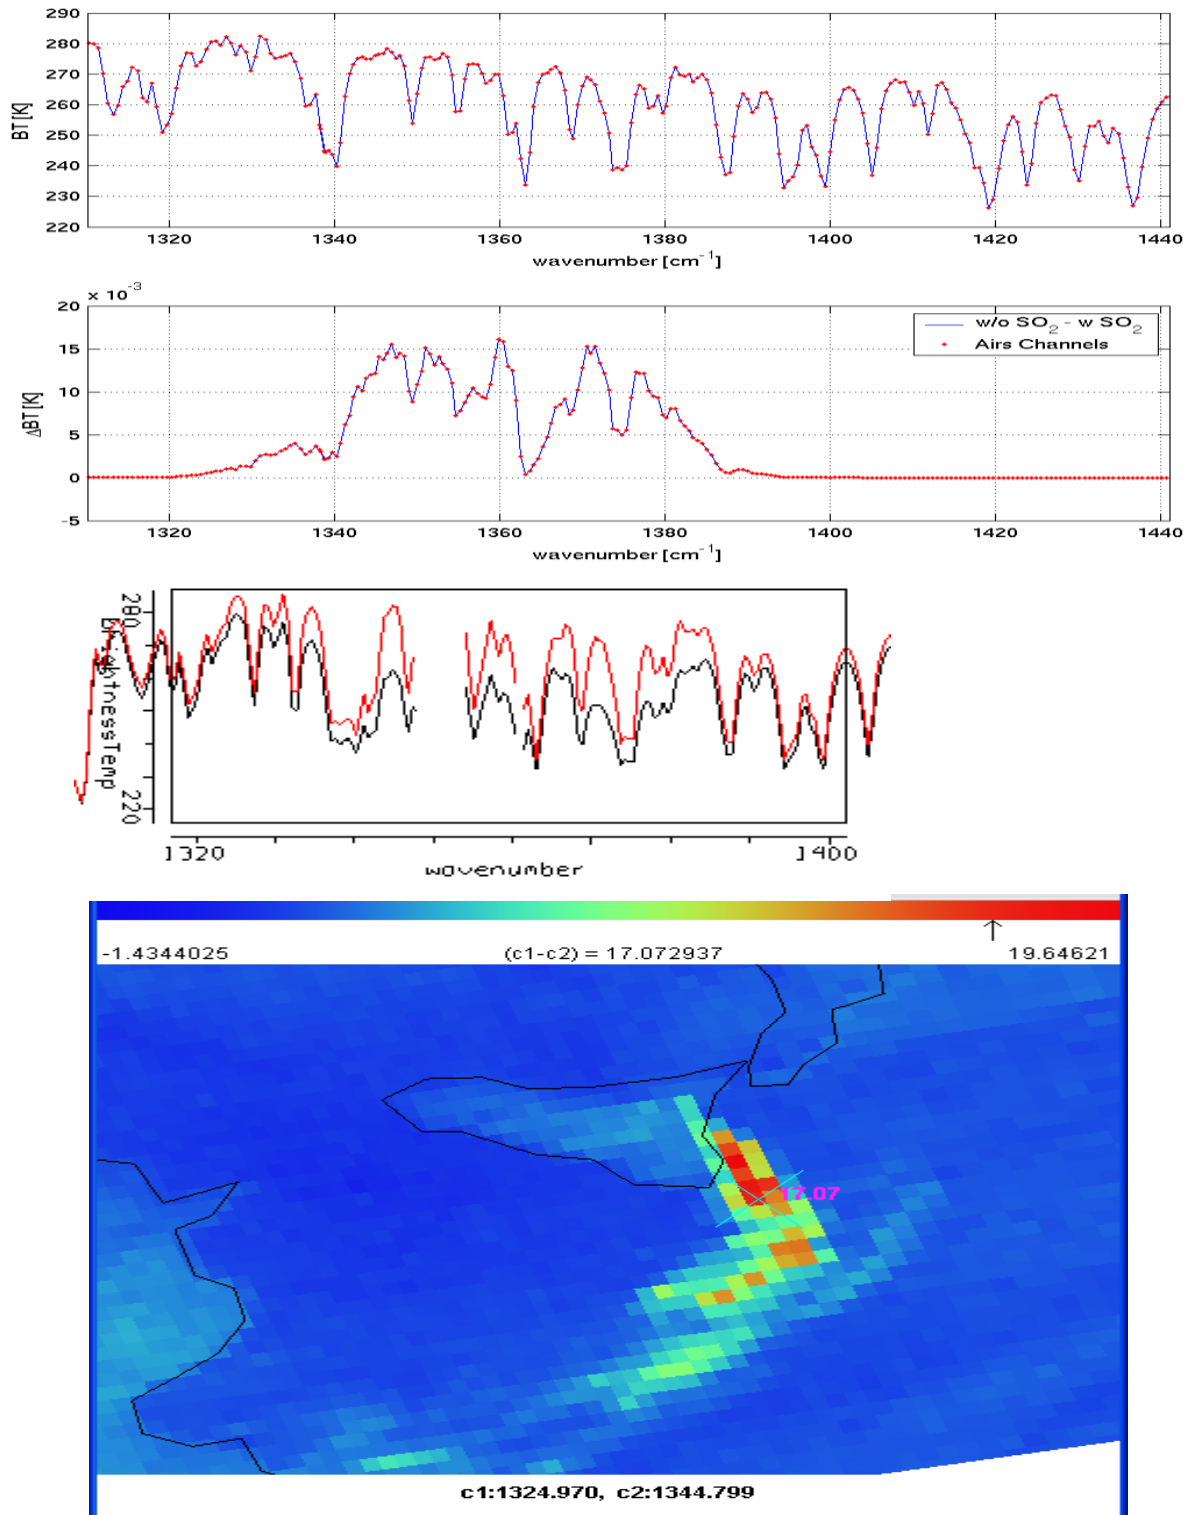 290
280
270
260
250
240
230
220
BT[K]
1320 1340 1360 1380 1400 1420 1440
wavenumber [cm⁻¹]
× 10⁻³
20
15
10
5
0
-5
ΔBT[K]
w/o SO₂ - w SO₂
Airs Channels
1320 1340 1360 1380 1400 1420 1440
wavenumber [cm⁻¹]
280
BrightnessTemp
220
1320 1400
wavenumber
-1.4344025 (c1-c2) = 17.072937 19.64621
17.07
c1:1324.970, c2:1344.799